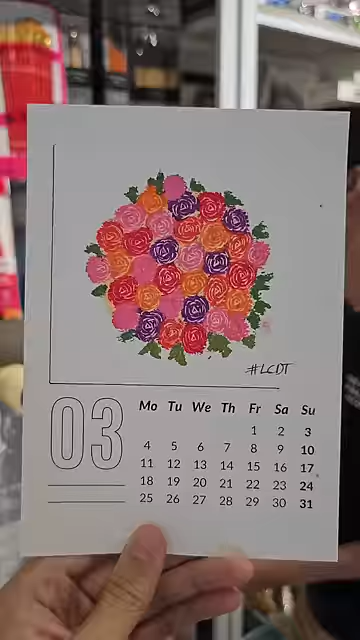 #LCDT
03
Mo Tu We Th Fr Sa Su
1 2 3
4 5 6 7 8 9 10
11 12 13 14 15 16 17
18 19 20 21 22 23 24
25 26 27 28 29 30 31